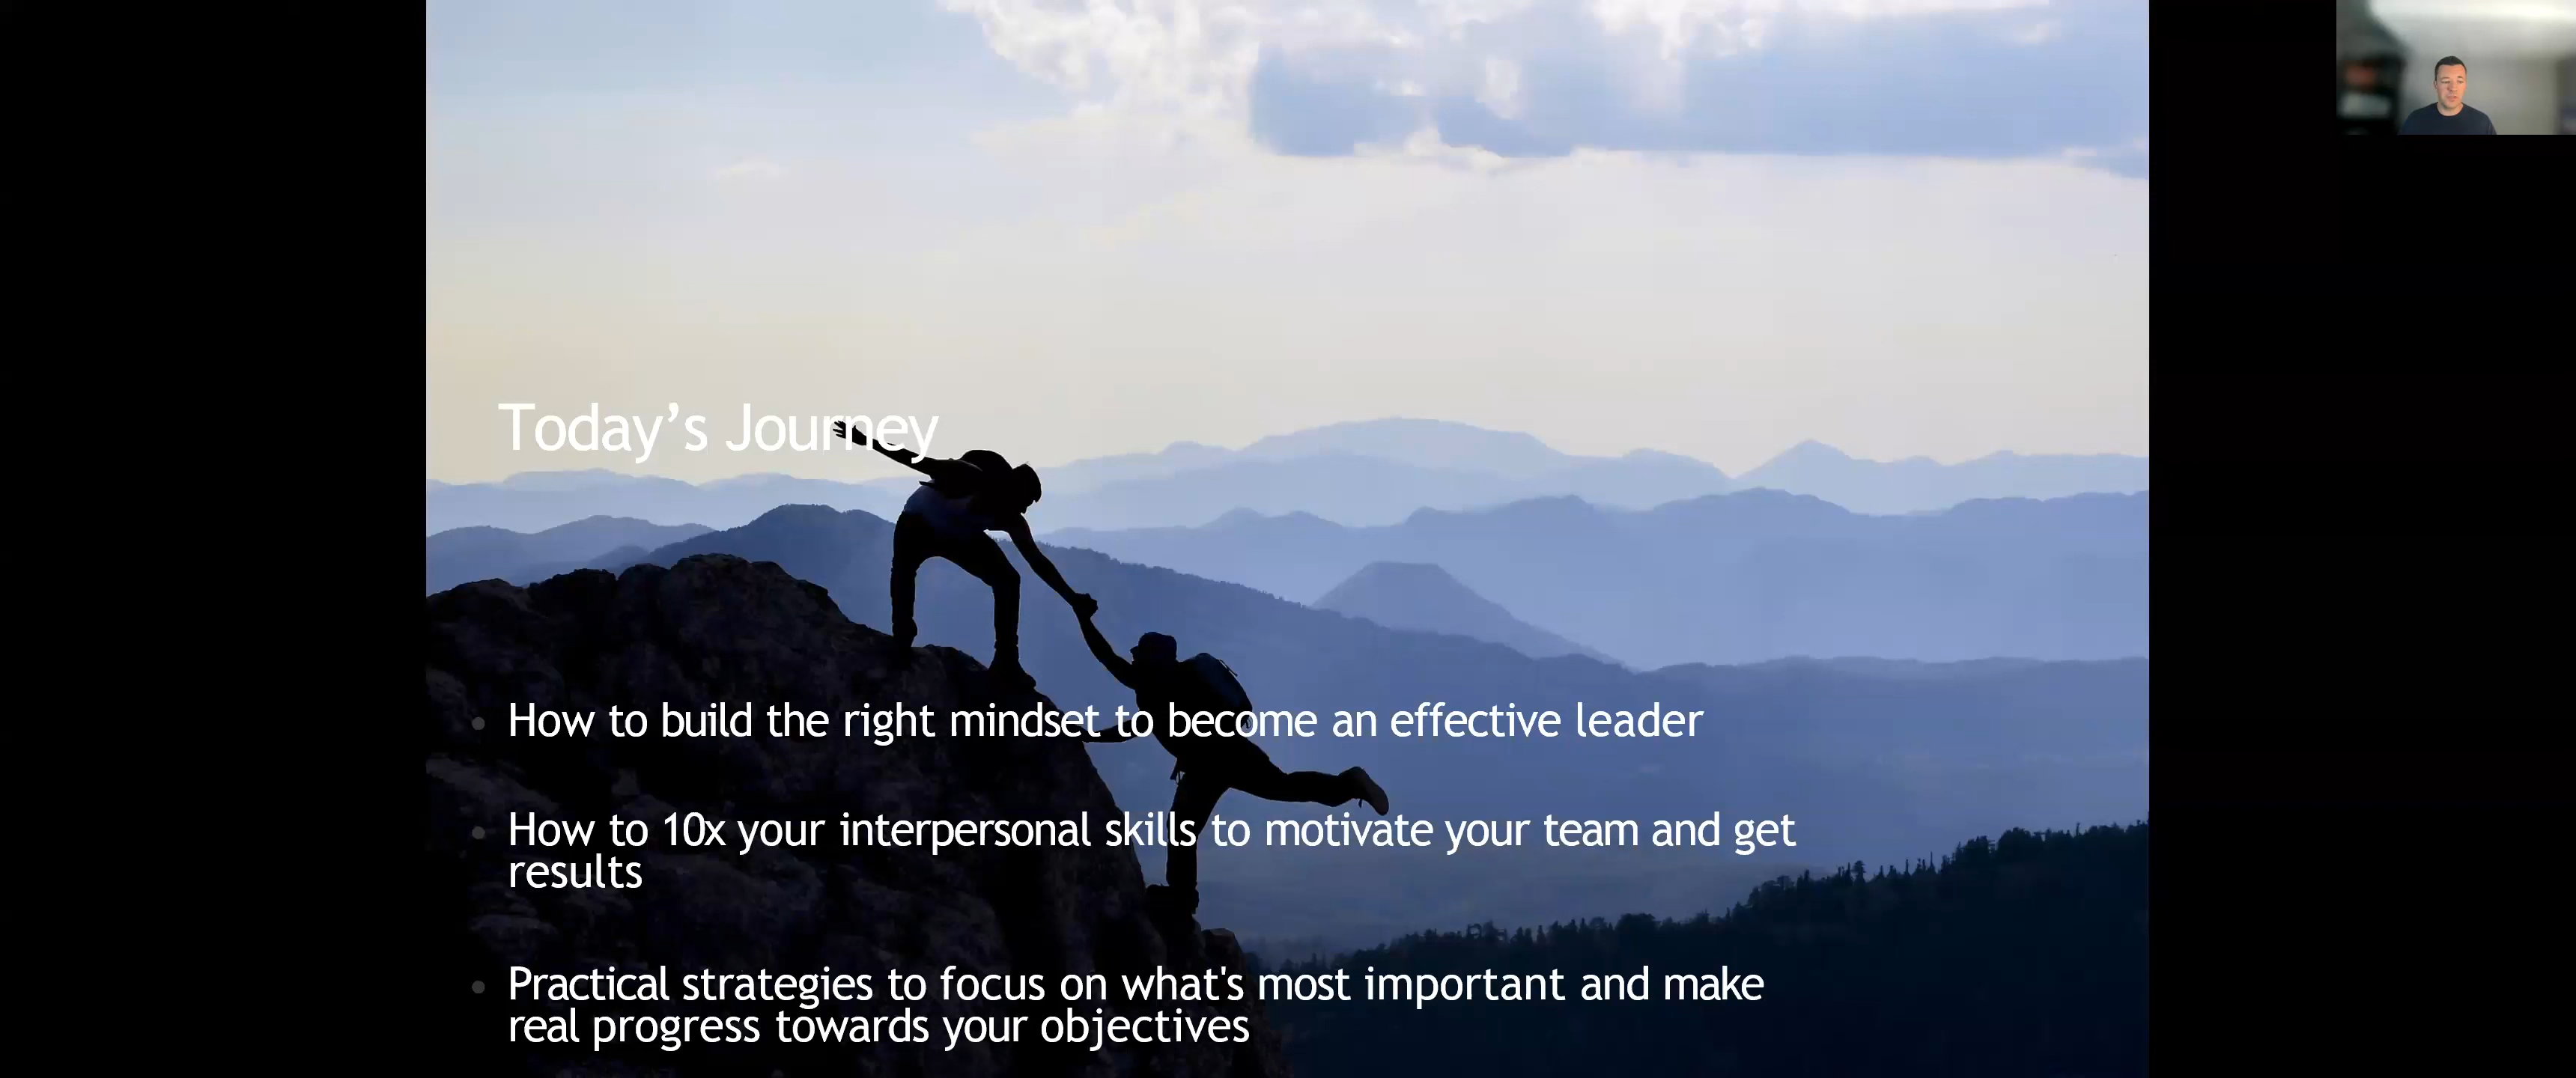 Today’s Journey
How to build the right mindset to become an effective leader
How to 10x your interpersonal skills to motivate your team and get
results
Practical strategies to focus on what's most important and make
real progress towards your objectives